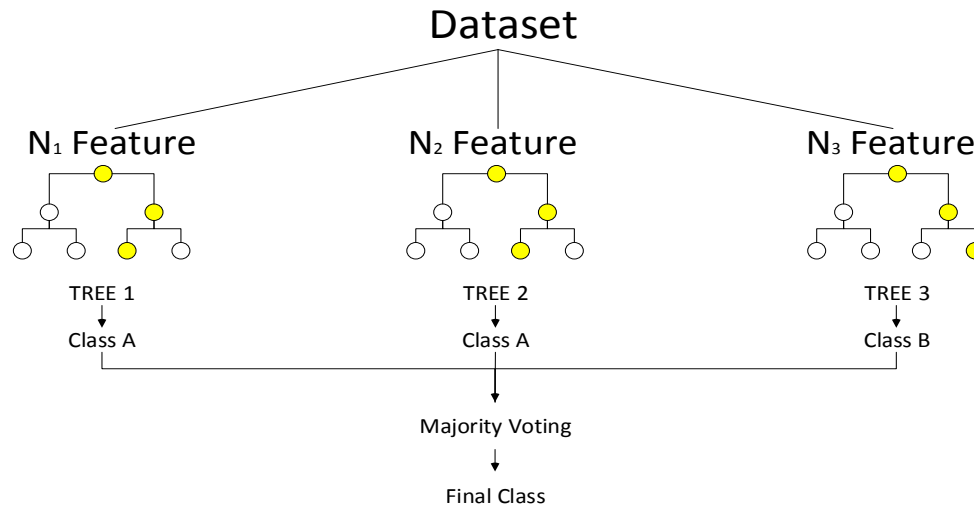 Dataset
N₁ Feature
N₂ Feature
N₃ Feature
TREE 1
TREE 2
TREE 3
Class A
Class A
Class B
Majority Voting
Final Class